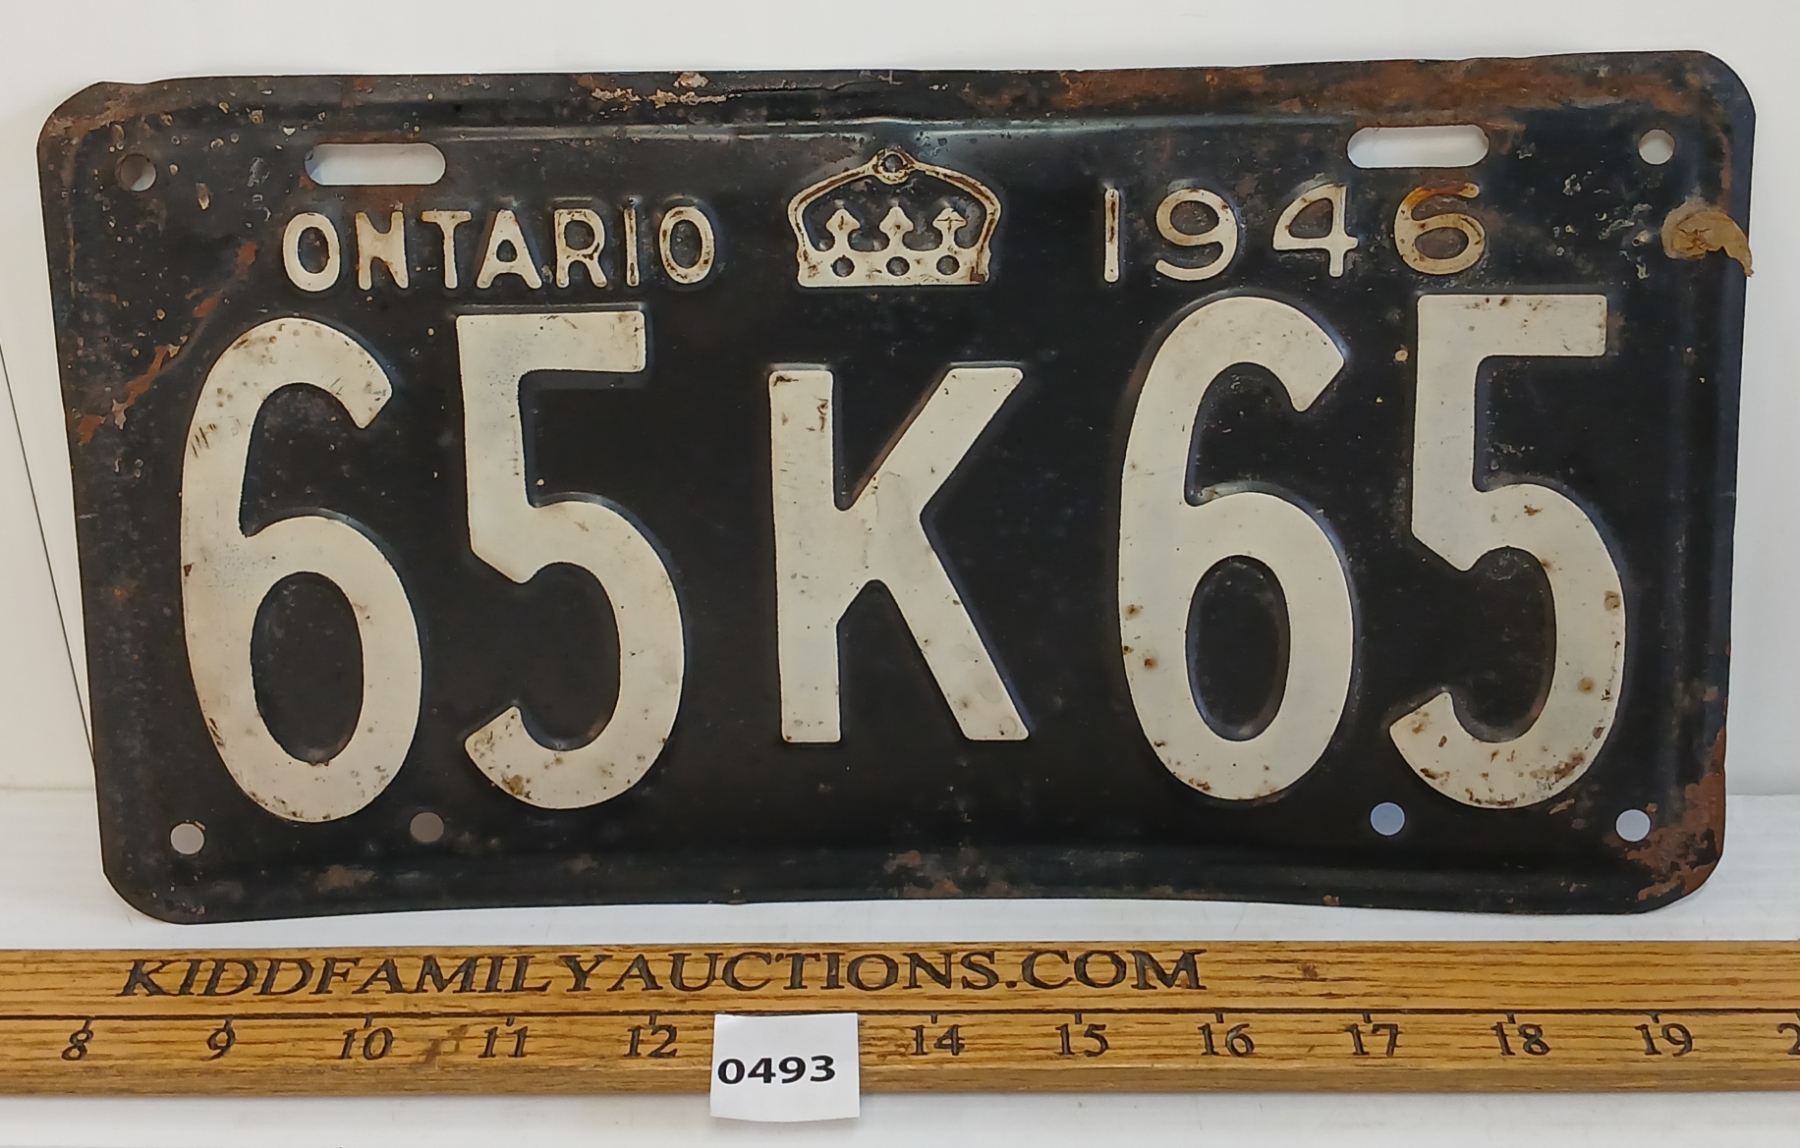 ONTARIO 1946
65K65
KIDDFAMILYAUCTIONS.COM
8 9 10 11 12 14 15 16 17 18 19
0493